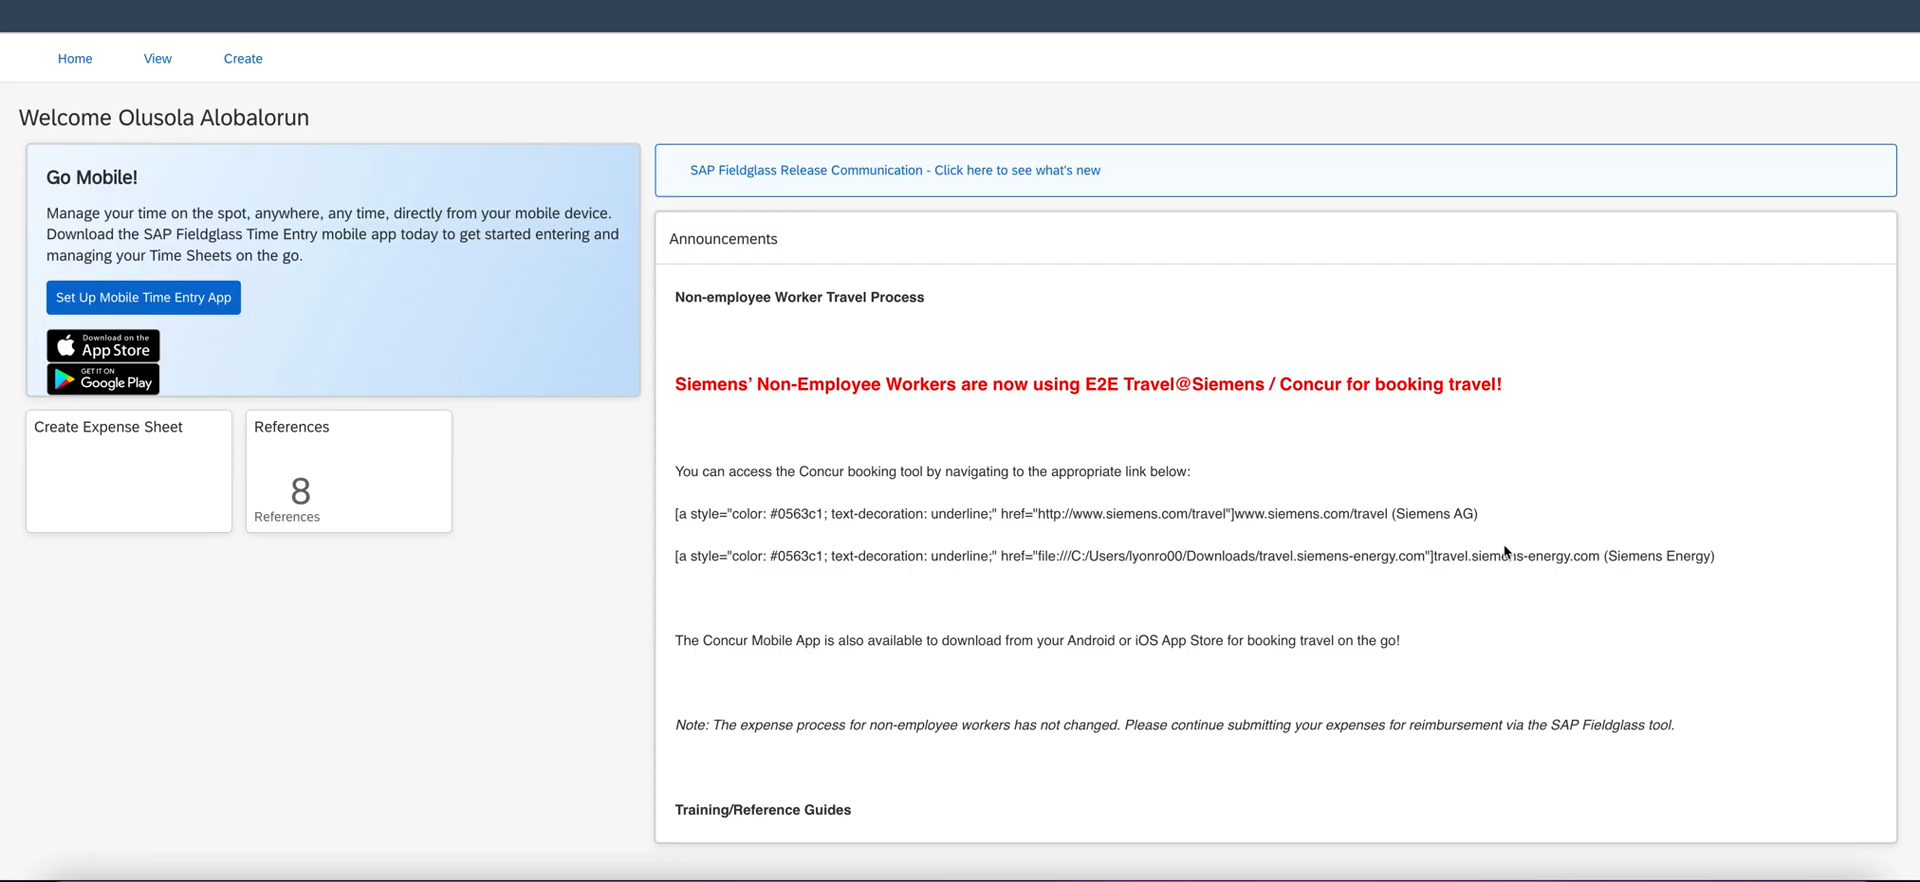 Home View Create
Welcome Olusola Alobalorun
Go Mobile!
Manage your time on the spot, anywhere, any time, directly from your mobile device.
Download the SAP Fieldglass Time Entry mobile app today to get started entering and
managing your Time Sheets on the go.
Set Up Mobile Time Entry App
Download on the
App Store
GET IT ON
Google Play
Create Expense Sheet
References
8
References
SAP Fieldglass Release Communication - Click here to see what's new
Announcements
Non-employee Worker Travel Process
Siemens’ Non-Employee Workers are now using E2E Travel@Siemens / Concur for booking travel!
You can access the Concur booking tool by navigating to the appropriate link below:
[a style="color: #0563c1; text-decoration: underline;" href="http://www.siemens.com/travel"]www.siemens.com/travel (Siemens AG)
[a style="color: #0563c1; text-decoration: underline;" href="file:///C:/Users/lyonro00/Downloads/travel.siemens-energy.com"]travel.siemens-energy.com (Siemens Energy)
The Concur Mobile App is also available to download from your Android or iOS App Store for booking travel on the go!
Note: The expense process for non-employee workers has not changed. Please continue submitting your expenses for reimbursement via the SAP Fieldglass tool.
Training/Reference Guides